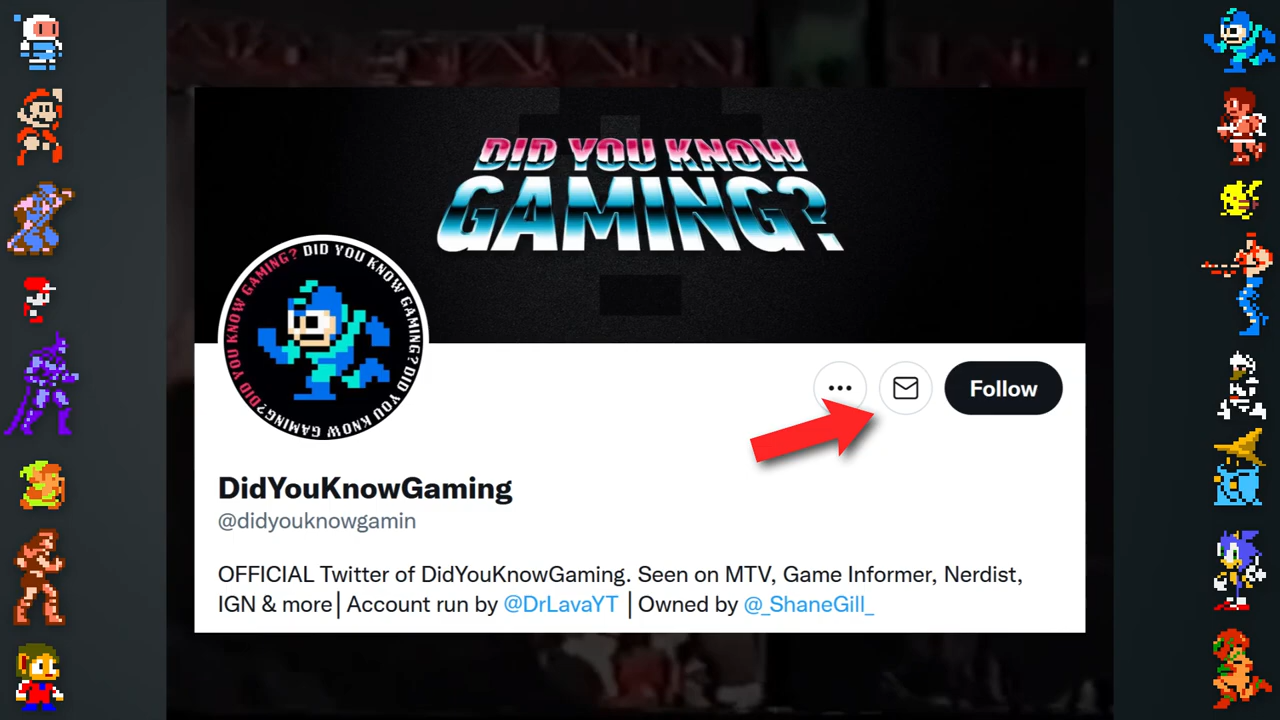 DID YOU KNOW
GAMING?
DID YOU KNOW GAMING? DID YOU KNOW GAMING? DID YOU KNOW GAMING?
Follow
DidYouKnowGaming
@didyouknowgamin
OFFICIAL Twitter of DidYouKnowGaming. Seen on MTV, Game Informer, Nerdist,
IGN & more| Account run by @DrLavaYT | Owned by @_ShaneGill_